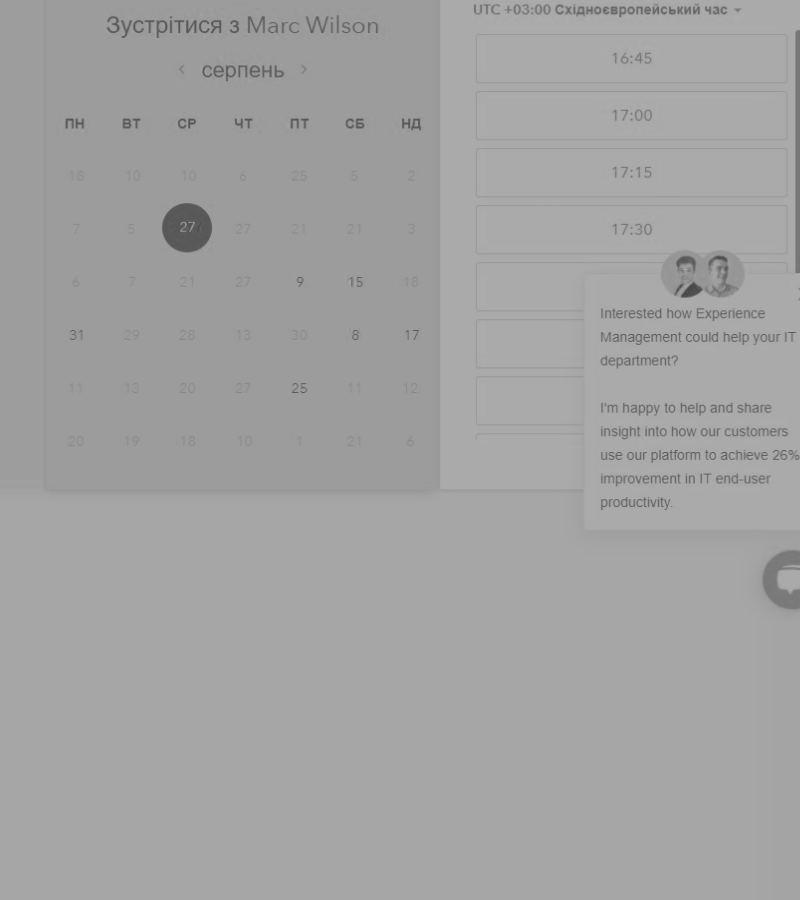 Зустрітися з Marc Wilson
серпень
ПН ВТ СР ЧТ ПТ СБ НД
18 10 10 6 25 5 2
7 5 27 27 21 21 3
6 7 21 27 9 15 18
31 29 28 13 30 8 17
11 13 20 27 25 11 12
20 19 18 10 1 21 6
UTC +03:00 Східноєвропейський час
16:45
17:00
17:15
17:30
Interested how Experience
Management could help your IT
department?
I'm happy to help and share
insight into how our customers
use our platform to achieve 26%
improvement in IT end-user
productivity.